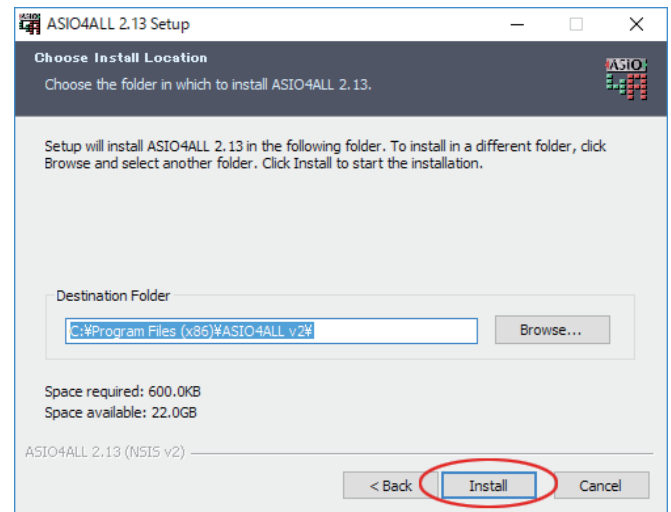 ASIO4ALL 2.13 Setup
Choose Install Location
Choose the folder in which to install ASIO4ALL 2.13.
ASIO
Setup will install ASIO4ALL 2.13 in the following folder. To install in a different folder, click
Browse and select another folder. Click Install to start the installation.
Destination Folder
C:¥Program Files (x86)¥ASIO4ALL v2¥
Browse...
Space required: 600.0KB
Space available: 22.0GB
ASIO4ALL 2.13 (NSIS v2)
< Back Install Cancel